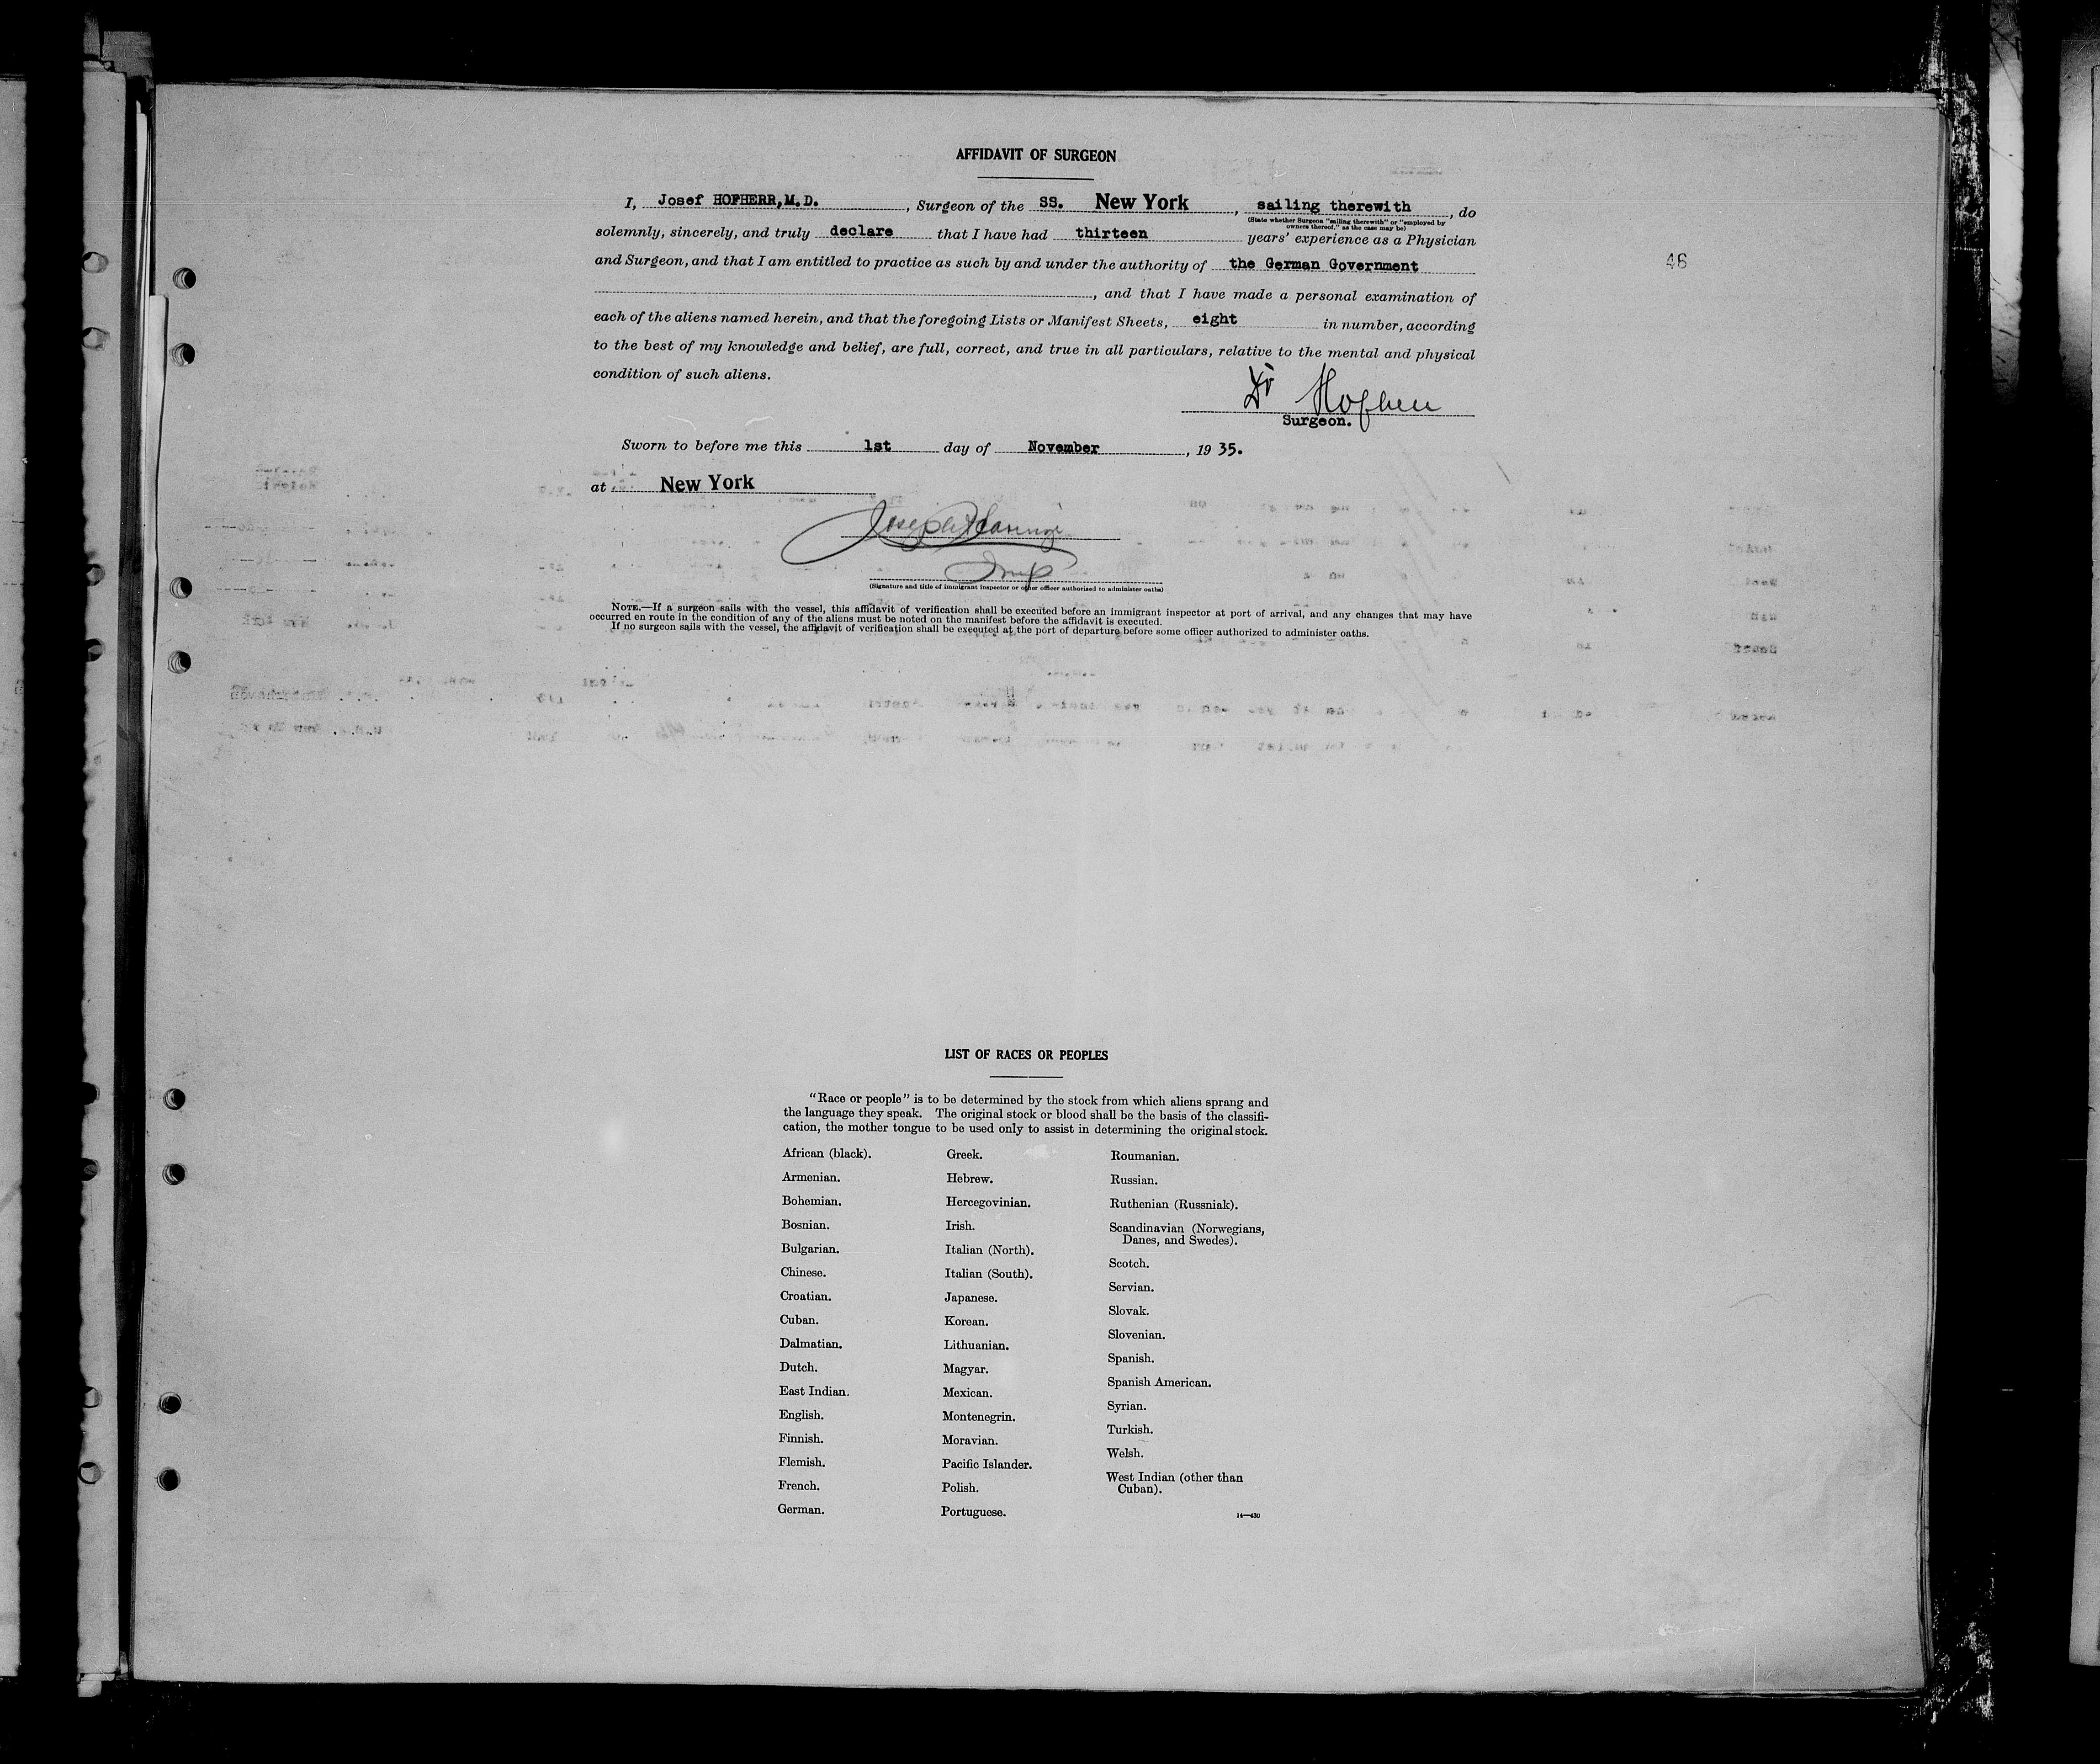 AFFIDAVIT OF SURGEON
I, Josef HOFHERR, M.D. , Surgeon of the SS. New York , sailing therewith , do
(State whether Surgeon "sailing therewith" or "employed by
owners thereof," as the case may be)
solemnly, sincerely, and truly declare that I have had thirteen years' experience as a Physician
and Surgeon, and that I am entitled to practice as such by and under the authority of the German Government
46
, and that I have made a personal examination of
each of the aliens named herein, and that the foregoing Lists or Manifest Sheets, eight in number, according
to the best of my knowledge and belief, are full, correct, and true in all particulars, relative to the mental and physical
condition of such aliens.
Dr Hofherr
Surgeon.
Sworn to before me this 1st day of November , 19 35.
at New York
Joseph
Insp
(Signature and title of immigrant inspector or other officer authorized to administer oaths)
NOTE.—If a surgeon sails with the vessel, this affidavit of verification shall be executed before an immigrant inspector at port of arrival, and any changes that may have
occurred en route in the condition of any of the aliens must be noted on the manifest before the affidavit is executed.
If no surgeon sails with the vessel, the affidavit of verification shall be executed at the port of departure before some officer authorized to administer oaths.
LIST OF RACES OR PEOPLES
"Race or people" is to be determined by the stock from which aliens sprang and
the language they speak. The original stock or blood shall be the basis of the classifi-
cation, the mother tongue to be used only to assist in determining the original stock.
African (black).
Armenian.
Bohemian.
Bosnian.
Bulgarian.
Chinese.
Croatian.
Cuban.
Dalmatian.
Dutch.
East Indian.
English.
Finnish.
Flemish.
French.
German.
Greek.
Hebrew.
Hercegovinian.
Irish.
Italian (North).
Italian (South).
Japanese.
Korean.
Lithuanian.
Magyar.
Mexican.
Montenegrin.
Moravian.
Pacific Islander.
Polish.
Portuguese.
Roumanian.
Russian.
Ruthenian (Russniak).
Scandinavian (Norwegians,
Danes, and Swedes).
Scotch.
Servian.
Slovak.
Slovenian.
Spanish.
Spanish American.
Syrian.
Turkish.
Welsh.
West Indian (other than
Cuban).
14—430